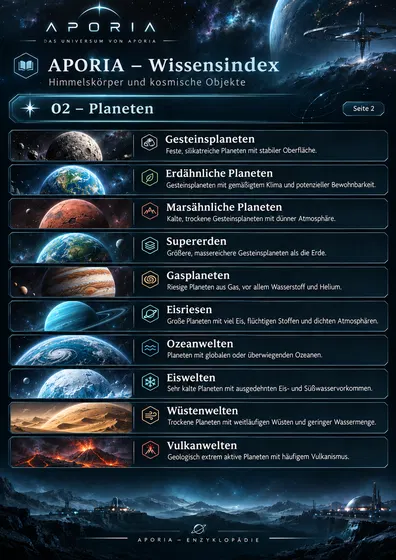 APORIA
DAS UNIVERSUM VON APORIA
APORIA – Wissensindex
Himmelskörper und kosmische Objekte
02 – Planeten
Seite 2
Gesteinsplaneten
Feste, silikatreiche Planeten mit stabiler Oberfläche.
Erdähnliche Planeten
Gesteinsplaneten mit gemäßigtem Klima und potenzieller Bewohnbarkeit.
Marsähnliche Planeten
Kalte, trockene Gesteinsplaneten mit dünner Atmosphäre.
Supererden
Größere, massereichere Gesteinsplaneten als die Erde.
Gasplaneten
Riesige Planeten aus Gas, vor allem Wasserstoff und Helium.
Eisriesen
Große Planeten mit viel Eis, flüchtigen Stoffen und dichten Atmosphären.
Ozeanwelten
Planeten mit globalen oder überwiegenden Ozeanen.
Eiswelten
Sehr kalte Planeten mit ausgedehnten Eis- und Süßwasservorkommen.
Wüstenwelten
Trockene Planeten mit weitläufigen Wüsten und geringer Wassermenge.
Vulkanwelten
Geologisch extrem aktive Planeten mit häufigem Vulkanismus.
APORIA – ENZYKLOPÄDIE